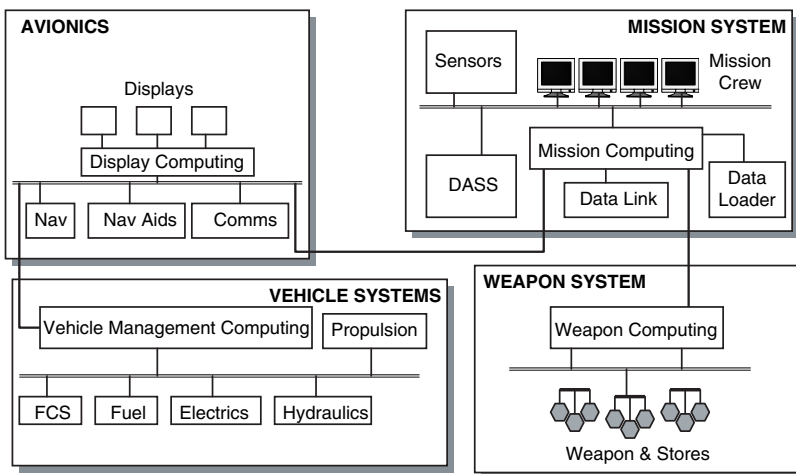 AVIONICS
Displays
Display Computing
Nav
Nav Aids
Comms
MISSION SYSTEM
Sensors
Mission
Crew
Mission Computing
DASS
Data Link
Data
Loader
VEHICLE SYSTEMS
Vehicle Management Computing
Propulsion
FCS
Fuel
Electrics
Hydraulics
WEAPON SYSTEM
Weapon Computing
Weapon & Stores